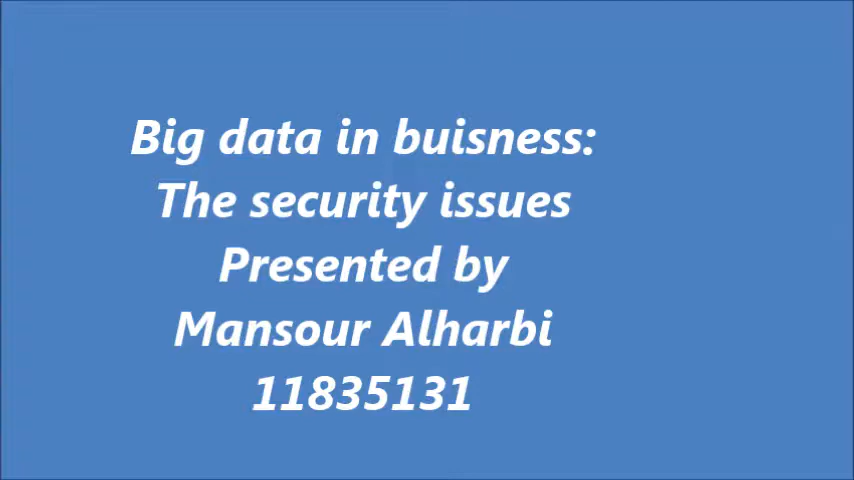 Big data in buisness:
The security issues
Presented by
Mansour Alharbi
11835131